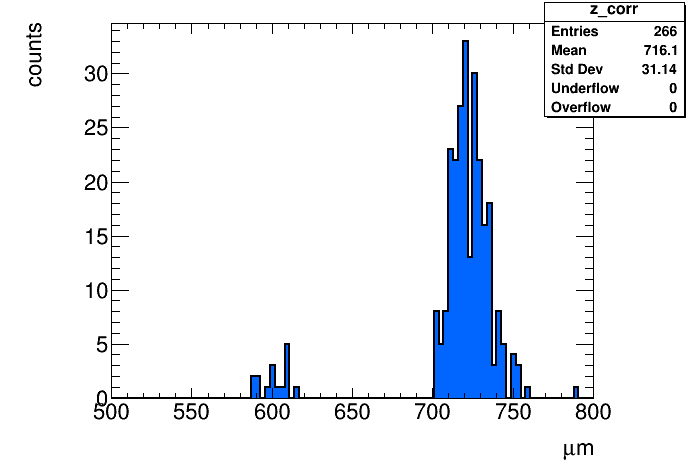 z_corr
Entries 266
Mean 716.1
Std Dev 31.14
Underflow 0
Overflow 0
counts
30
25
20
15
10
5
0
500 550 600 650 700 750 800
μm